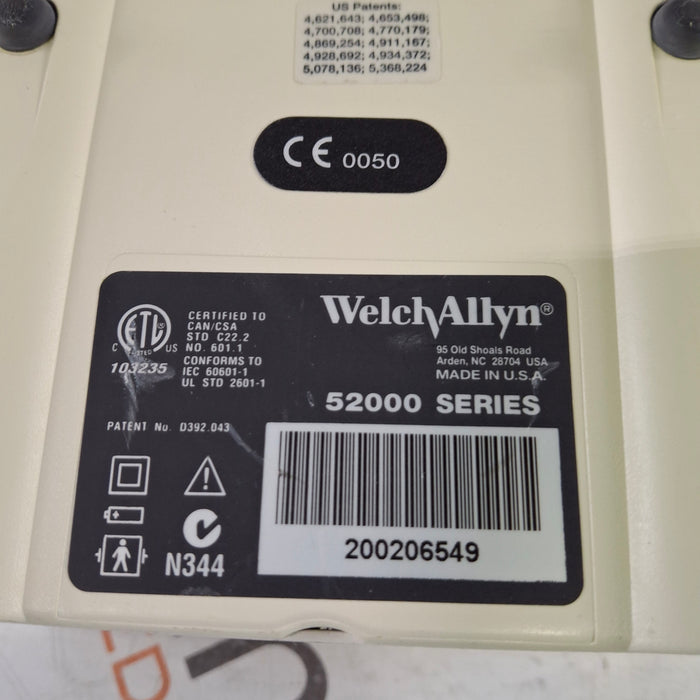 US Patents:
4,621,643; 4,653,498;
4,700,708; 4,770,179;
4,869,254; 4,911,167;
4,928,692; 4,934,372;
5,078,136; 5,368,224
CE 0050
ETL
LISTED
C US
103235
CERTIFIED TO
CAN/CSA
STD C22.2
NO. 601.1
CONFORMS TO
IEC 60601-1
UL STD 2601-1
WelchAllyn®
95 Old Shoals Road
Arden, NC 28704 USA
MADE IN U.S.A.
52000 SERIES
PATENT No. D392,043
N344
200206549